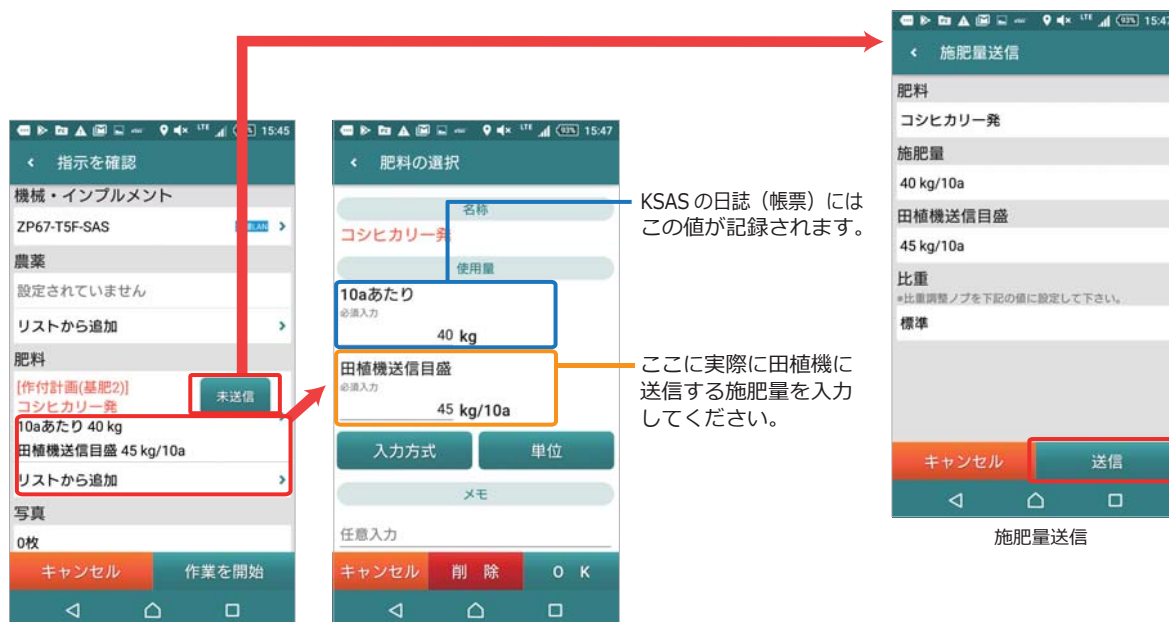 15:45
指示を確認
機械・インプルメント
ZP67-T5F-SAS
農薬
設定されていません
リストから追加
肥料
[作付計画(基肥2)]
コシヒカリ一発
未送信
10aあたり 40 kg
田植機送信目盛 45 kg/10a
リストから追加
写真
0枚
キャンセル
作業を開始
LTE
15:47
肥料の選択
名称
コシヒカリ一発
使用量
10aあたり
必須入力
40 kg
田植機送信目盛
必須入力
45 kg/10a
入力方式
単位
メモ
任意入力
キャンセル
削 除
O K
KSAS の日誌（帳票）には
この値が記録されます。
ここに実際に田植機に
送信する施肥量を入力
してください。
LTE
93%
15:47
施肥量送信
肥料
コシヒカリ一発
施肥量
40 kg/10a
田植機送信目盛
45 kg/10a
比重
※比重調整ノブを下記の値に設定して下さい。
標準
キャンセル
送信
施肥量送信